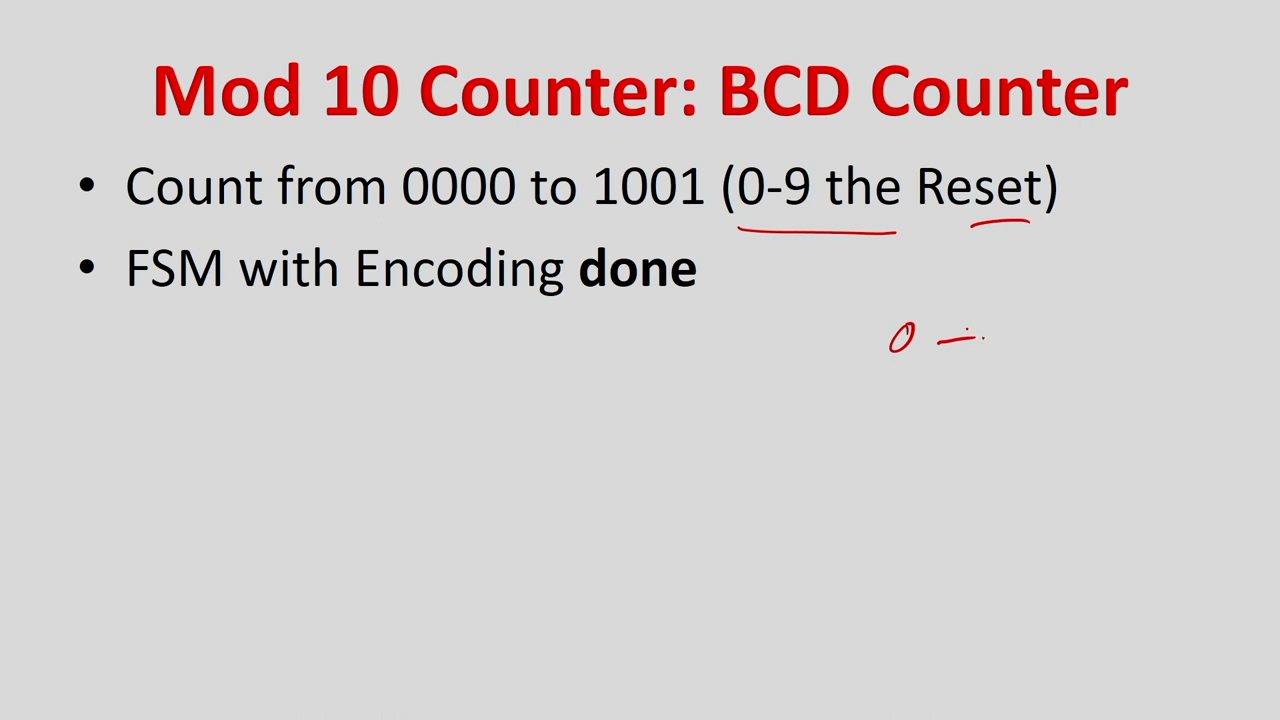 Mod 10 Counter: BCD Counter
• Count from 0000 to 1001 (0-9 the Reset)
• FSM with Encoding done
0 —